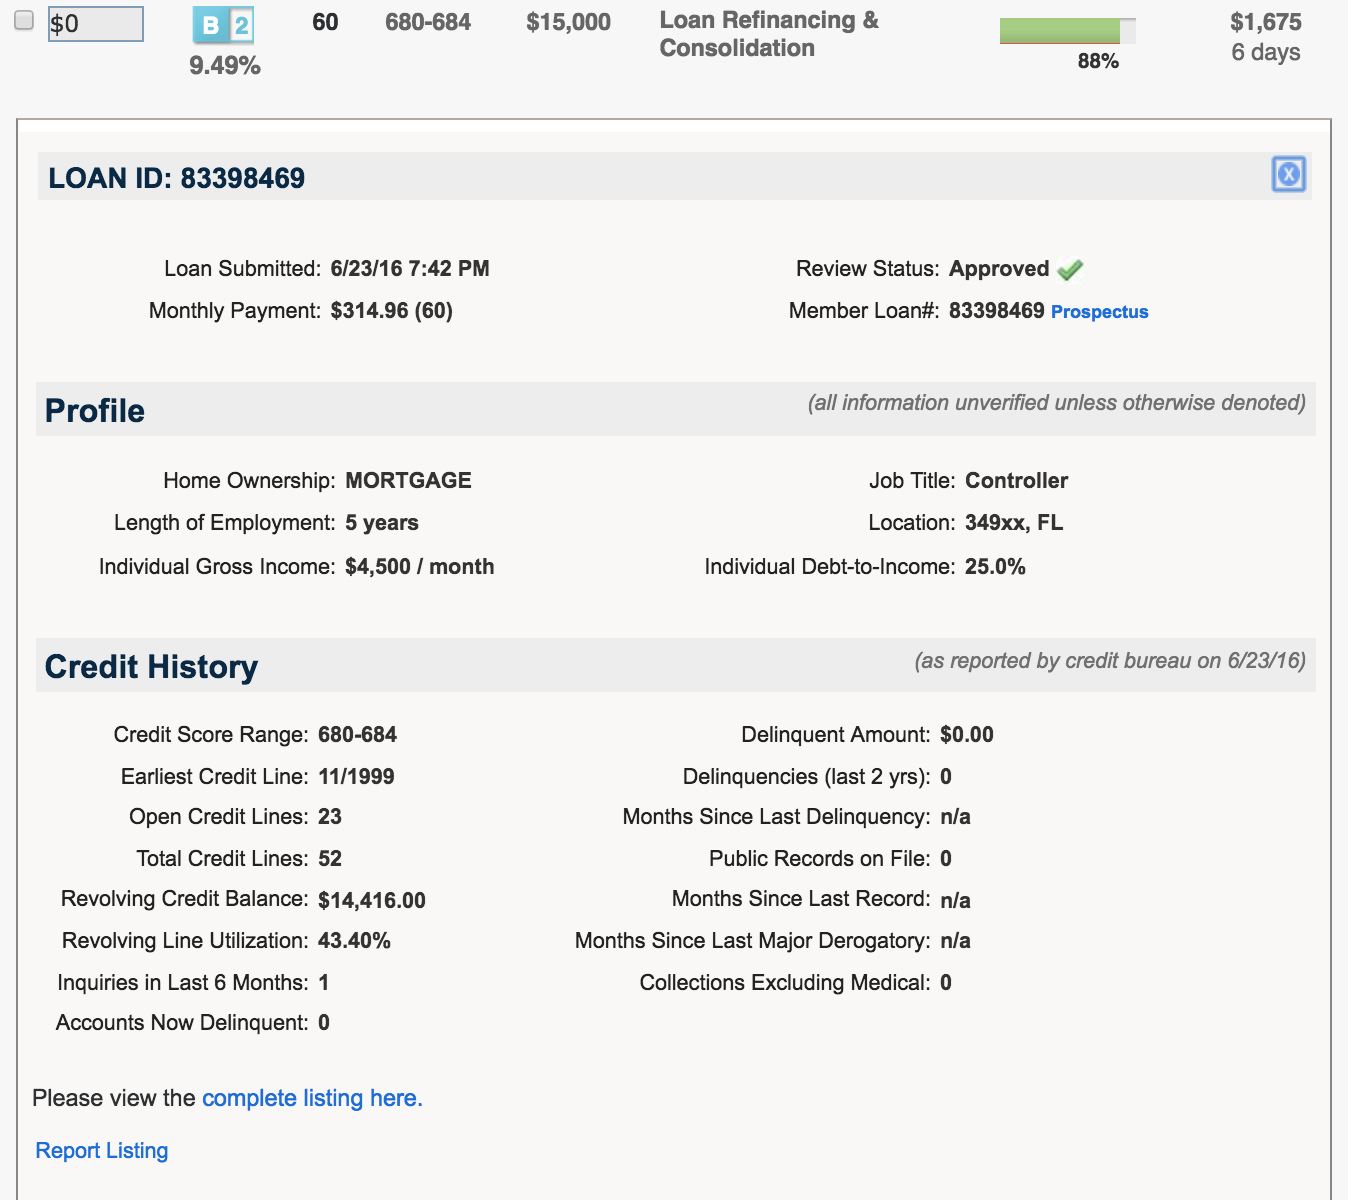 $0 B 2 60 680-684 $15,000 Loan Refinancing & $1,675
9.49% Consolidation 88% 6 days
LOAN ID: 83398469 X
Loan Submitted: 6/23/16 7:42 PM Review Status: Approved
Monthly Payment: $314.96 (60) Member Loan#: 83398469 Prospectus
Profile (all information unverified unless otherwise denoted)
Home Ownership: MORTGAGE Job Title: Controller
Length of Employment: 5 years Location: 349xx, FL
Individual Gross Income: $4,500 / month Individual Debt-to-Income: 25.0%
Credit History (as reported by credit bureau on 6/23/16)
Credit Score Range: 680-684 Delinquent Amount: $0.00
Earliest Credit Line: 11/1999 Delinquencies (last 2 yrs): 0
Open Credit Lines: 23 Months Since Last Delinquency: n/a
Total Credit Lines: 52 Public Records on File: 0
Revolving Credit Balance: $14,416.00 Months Since Last Record: n/a
Revolving Line Utilization: 43.40% Months Since Last Major Derogatory: n/a
Inquiries in Last 6 Months: 1 Collections Excluding Medical: 0
Accounts Now Delinquent: 0
Please view the complete listing here.
Report Listing